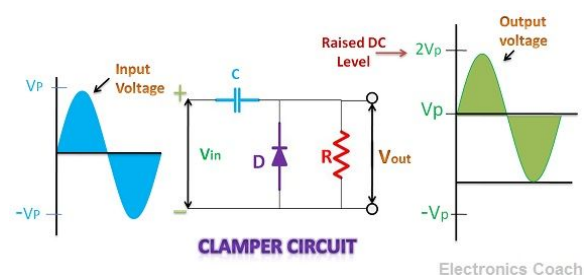 Vp
-Vp
Input
Voltage
+
C
Vin
D
R
Vout
–
CLAMPER CIRCUIT
Raised DC
Level
2Vp
Vp
-Vp
Output
voltage
Electronics Coach